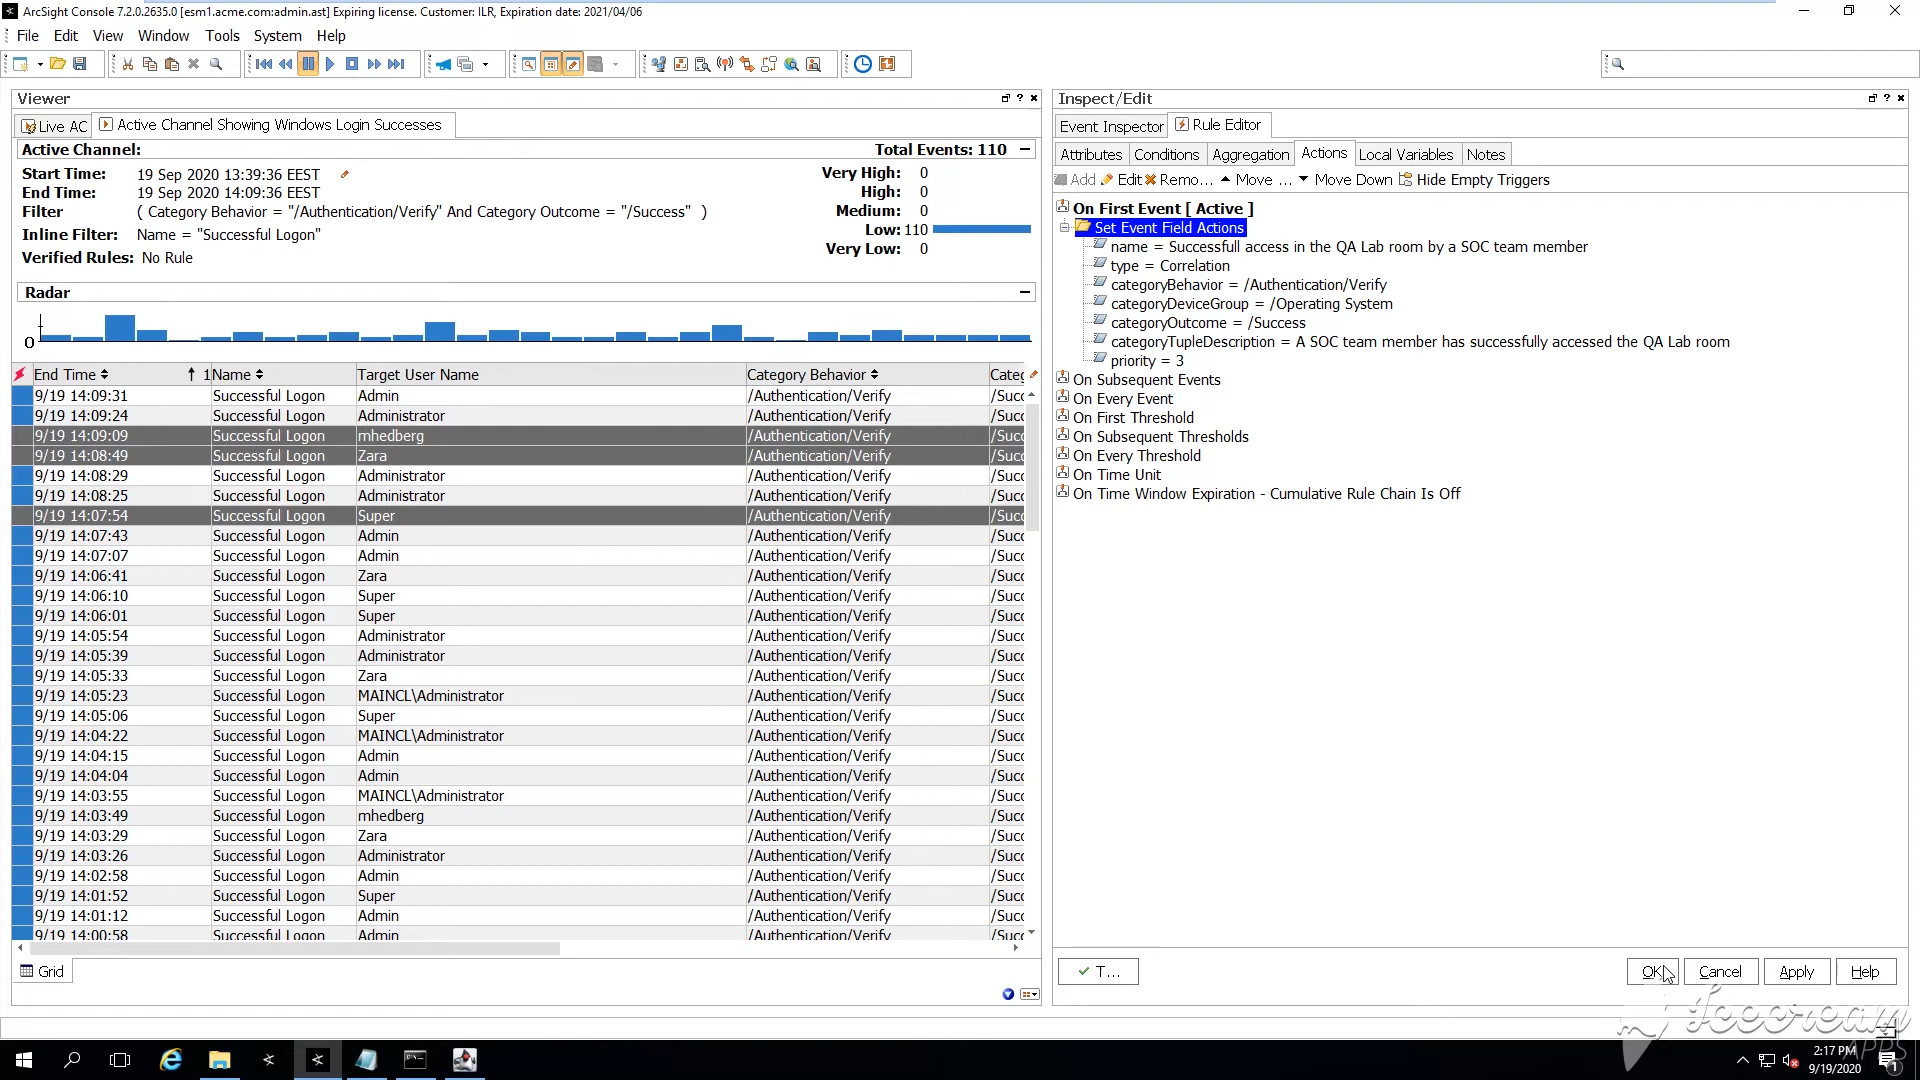 ArcSight Console 7.2.0.2635.0 [esm1.acme.com:admin.ast] Expiring license. Customer: ILR, Expiration date: 2021/04/06
File Edit View Window Tools System Help
Viewer
Live AC Active Channel Showing Windows Login Successes
Active Channel: Total Events: 110
Start Time: 19 Sep 2020 13:39:36 EEST Very High: 0
End Time: 19 Sep 2020 14:09:36 EEST High: 0
Filter ( Category Behavior = "/Authentication/Verify" And Category Outcome = "/Success" ) Medium: 0
Inline Filter: Name = "Successful Logon" Low: 110
Verified Rules: No Rule Very Low: 0
Radar
0
End Time 1 Name Target User Name Category Behavior Categ
9/19 14:09:31 Successful Logon Admin /Authentication/Verify /Succ
9/19 14:09:24 Successful Logon Administrator /Authentication/Verify /Succ
9/19 14:09:09 Successful Logon mhedberg /Authentication/Verify /Succ
9/19 14:08:49 Successful Logon Zara /Authentication/Verify /Succ
9/19 14:08:29 Successful Logon Administrator /Authentication/Verify /Succ
9/19 14:08:25 Successful Logon Administrator /Authentication/Verify /Succ
9/19 14:07:54 Successful Logon Super /Authentication/Verify /Succ
9/19 14:07:43 Successful Logon Admin /Authentication/Verify /Succ
9/19 14:07:07 Successful Logon Admin /Authentication/Verify /Succ
9/19 14:06:41 Successful Logon Zara /Authentication/Verify /Succ
9/19 14:06:10 Successful Logon Super /Authentication/Verify /Succ
9/19 14:06:01 Successful Logon Super /Authentication/Verify /Succ
9/19 14:05:54 Successful Logon Administrator /Authentication/Verify /Succ
9/19 14:05:39 Successful Logon Administrator /Authentication/Verify /Succ
9/19 14:05:33 Successful Logon Zara /Authentication/Verify /Succ
9/19 14:05:23 Successful Logon MAINCL\Administrator /Authentication/Verify /Succ
9/19 14:05:06 Successful Logon Super /Authentication/Verify /Succ
9/19 14:04:22 Successful Logon MAINCL\Administrator /Authentication/Verify /Succ
9/19 14:04:15 Successful Logon Admin /Authentication/Verify /Succ
9/19 14:04:04 Successful Logon Admin /Authentication/Verify /Succ
9/19 14:03:55 Successful Logon MAINCL\Administrator /Authentication/Verify /Succ
9/19 14:03:49 Successful Logon mhedberg /Authentication/Verify /Succ
9/19 14:03:29 Successful Logon Zara /Authentication/Verify /Succ
9/19 14:03:26 Successful Logon Administrator /Authentication/Verify /Succ
9/19 14:02:58 Successful Logon Admin /Authentication/Verify /Succ
9/19 14:01:52 Successful Logon Super /Authentication/Verify /Succ
9/19 14:01:12 Successful Logon Admin /Authentication/Verify /Succ
9/19 14:00:58 Successful Logon Admin /Authentication/Verify /Succ
Grid
Inspect/Edit
Event Inspector Rule Editor
Attributes Conditions Aggregation Actions Local Variables Notes
Add Edit Remo... Move ... Move Down Hide Empty Triggers
On First Event [ Active ]
Set Event Field Actions
name = Successfull access in the QA Lab room by a SOC team member
type = Correlation
categoryBehavior = /Authentication/Verify
categoryDeviceGroup = /Operating System
categoryOutcome = /Success
categoryTupleDescription = A SOC team member has successfully accessed the QA Lab room
priority = 3
On Subsequent Events
On Every Event
On First Threshold
On Subsequent Thresholds
On Every Threshold
On Time Unit
On Time Window Expiration - Cumulative Rule Chain Is Off
T... OK Cancel Apply Help
Icecream
APPS
2:17 PM
9/19/2020
1